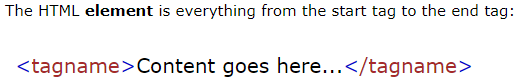 The HTML element is everything from the start tag to the end tag:
<tagname>Content goes here...</tagname>